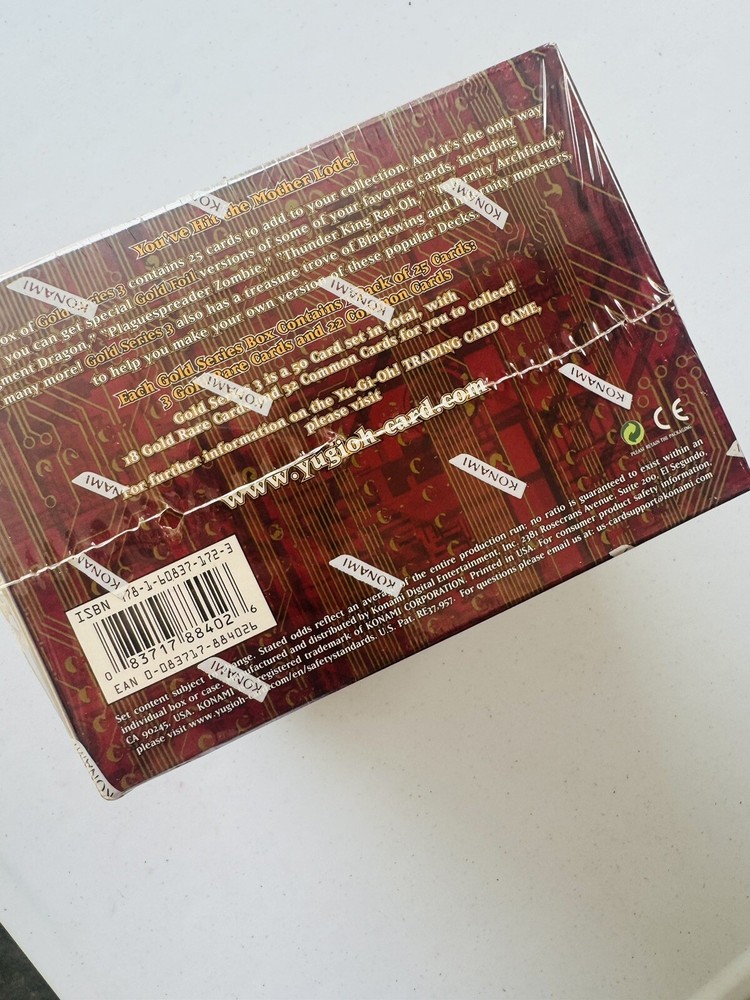 You've Hit the Mother Lode!
ox of Gold Series 3 contains 25 cards to add to your collection. And it's the only way
you can get Special Gold Foil versions of some of your favorite cards, including
ment Dragon," "Plaguespreader Zombie," "Thunder King Rai-Oh," ernity Archfiend,"
many more! Gold Series 3 also has a treasure trove of Blackwing and nity monsters,
to help you make your own versions of these popular Decks.
Each Gold Series Box Contains 1 Pack of 25 Cards:
3 Gold Rare Cards and 22 Common Cards
Gold Series 3 is a 50 Card set in total, with
18 Gold Rare Cards and 32 Common Cards for you to collect!
For further information on the Yu-Gi-Oh! TRADING CARD GAME,
please visit
www.yugioh-card.com
CE
PLEASE RETAIN THE PACKAGING.
ISBN 978-1-60837-172-3
0 83717 88402 6
EAN 0-083717-884026
Set content subject nge. Stated odds reflect an average of the entire production run; no ratio is guaranteed to exist within an
individual box or case. nufactured and distributed by Konami Digital Entertainment, Inc. 2381 Rosecrans Avenue, Suite 200, El Segundo,
CA 90245, USA. KONAMI registered trademark of KONAMI CORPORATION. Printed in USA. For consumer product safety information,
please visit www.yugioh- .com/en/safetystandards. U.S. Pat. RE37,957. For questions please email us at: us-cardsupport@konami.com
KONAMI
KONAMI
KONAMI
KONAMI
KONAMI
KONAMI
KONAMI
KONAMI
KONAMI
KONAMI